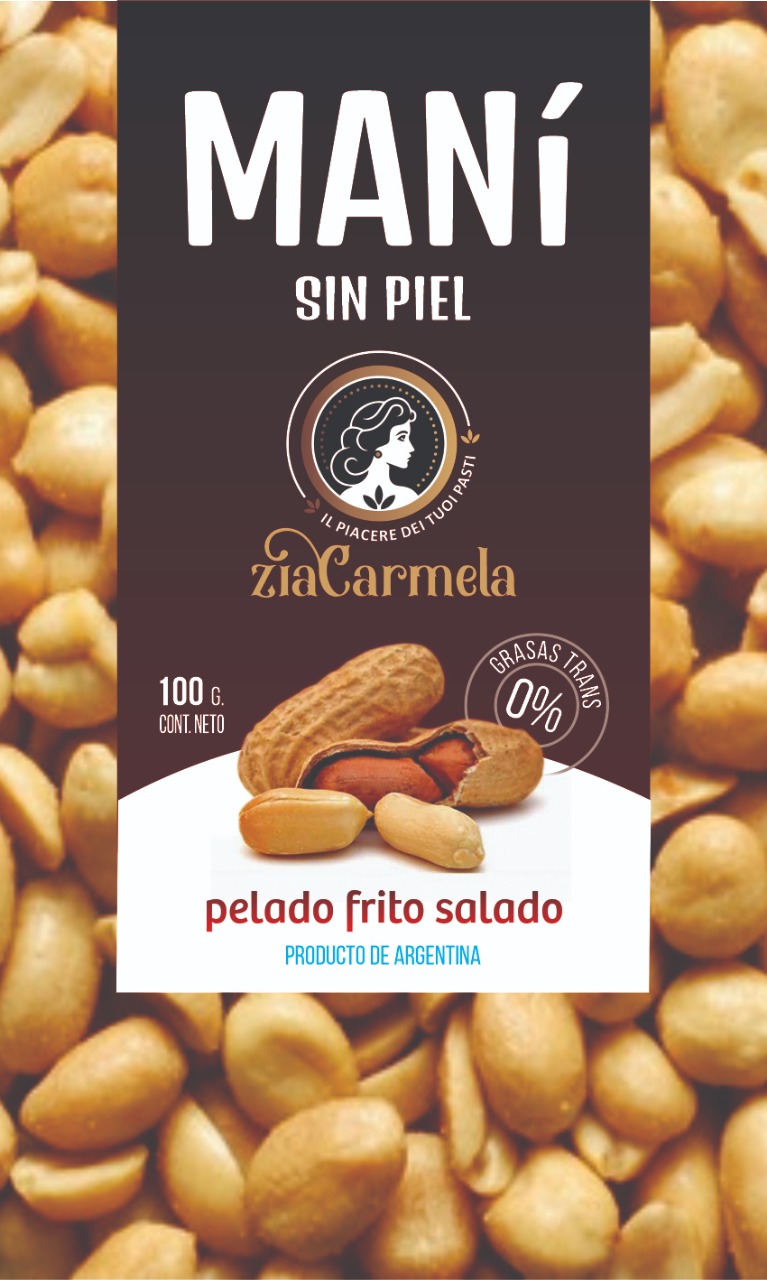 MANÍ
SIN PIEL
IL PIACERE DEI TUOI PASTI
ziaCarmela
100 G.
CONT. NETO
GRASAS TRANS
0%
pelado frito salado
PRODUCTO DE ARGENTINA